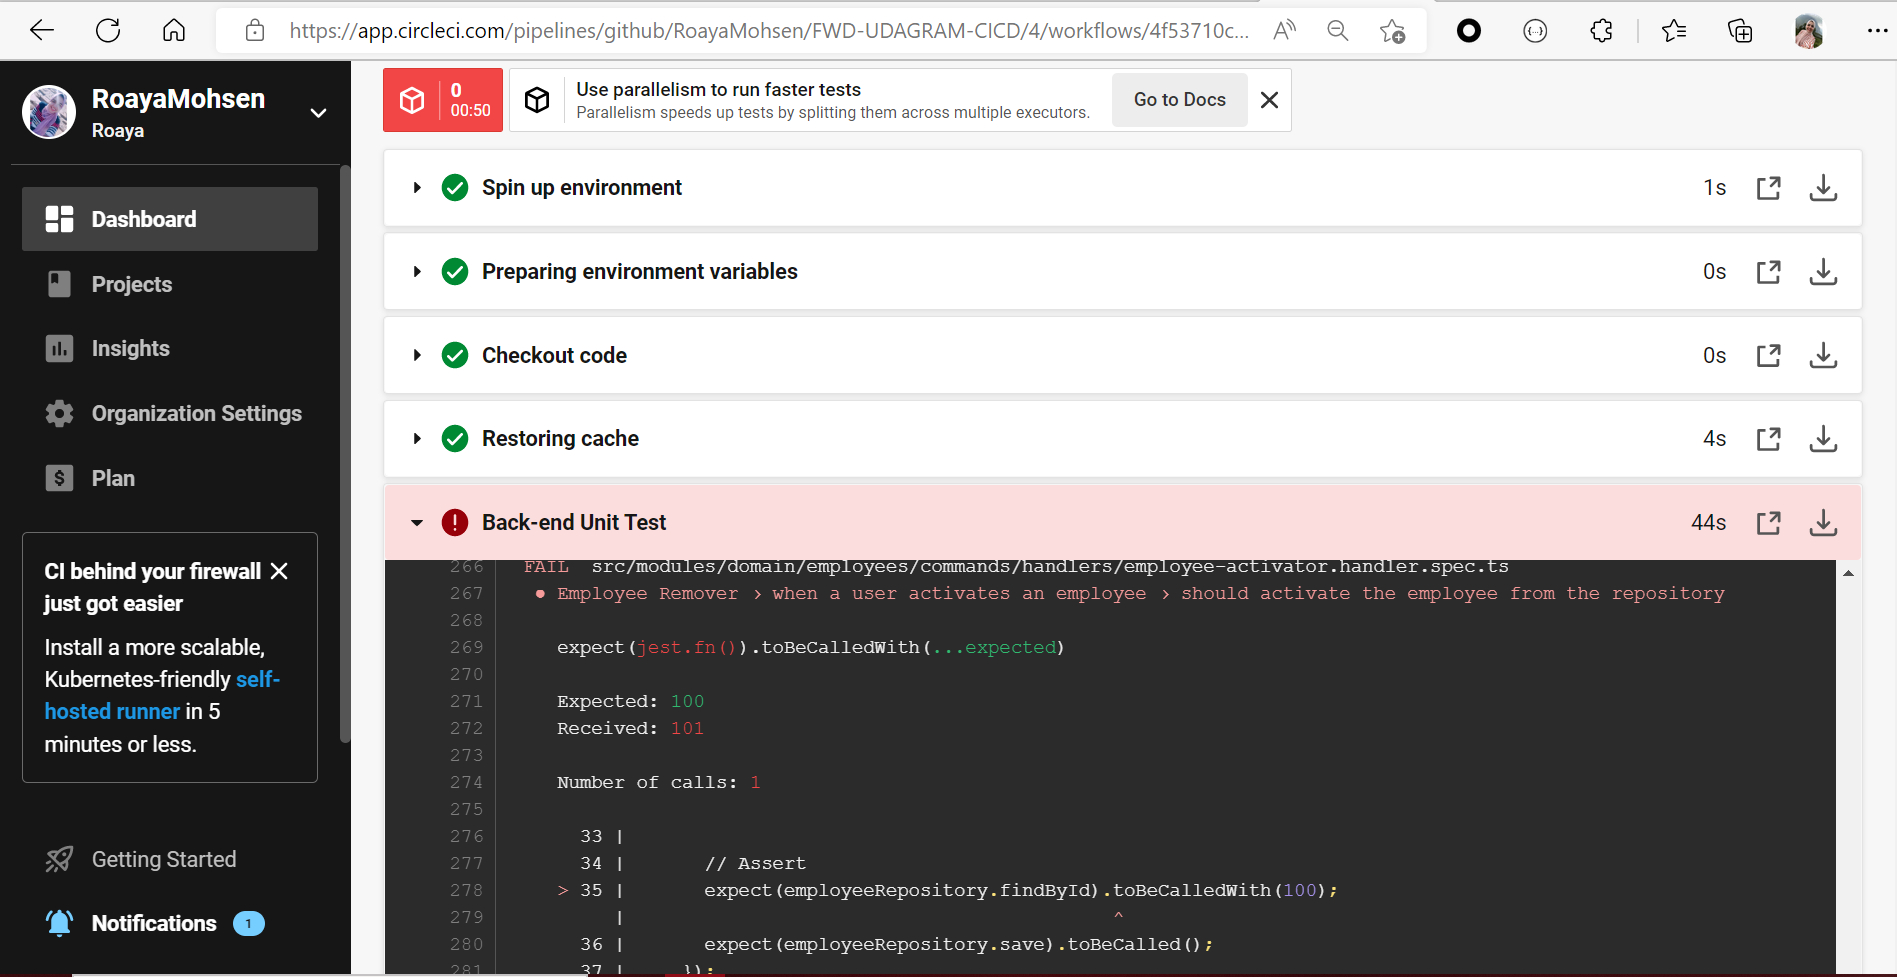 https://app.circleci.com/pipelines/github/RoayaMohsen/FWD-UDAGRAM-CICD/4/workflows/4f53710c...
RoayaMohsen
Roaya
Dashboard
Projects
Insights
Organization Settings
Plan
CI behind your firewall
just got easier
Install a more scalable,
Kubernetes-friendly self-
hosted runner in 5
minutes or less.
Getting Started
Notifications 1
0
00:50
Use parallelism to run faster tests
Parallelism speeds up tests by splitting them across multiple executors.
Go to Docs
Spin up environment 1s
Preparing environment variables 0s
Checkout code 0s
Restoring cache 4s
Back-end Unit Test 44s
266 FAIL src/modules/domain/employees/commands/handlers/employee-activator.handler.spec.ts
267 ● Employee Remover › when a user activates an employee › should activate the employee from the repository
268
269 expect(jest.fn()).toBeCalledWith(...expected)
270
271 Expected: 100
272 Received: 101
273
274 Number of calls: 1
275
276 33 |
277 34 | // Assert
278 > 35 | expect(employeeRepository.findById).toBeCalledWith(100);
279 | ^
280 36 | expect(employeeRepository.save).toBeCalled();
281 37 | });